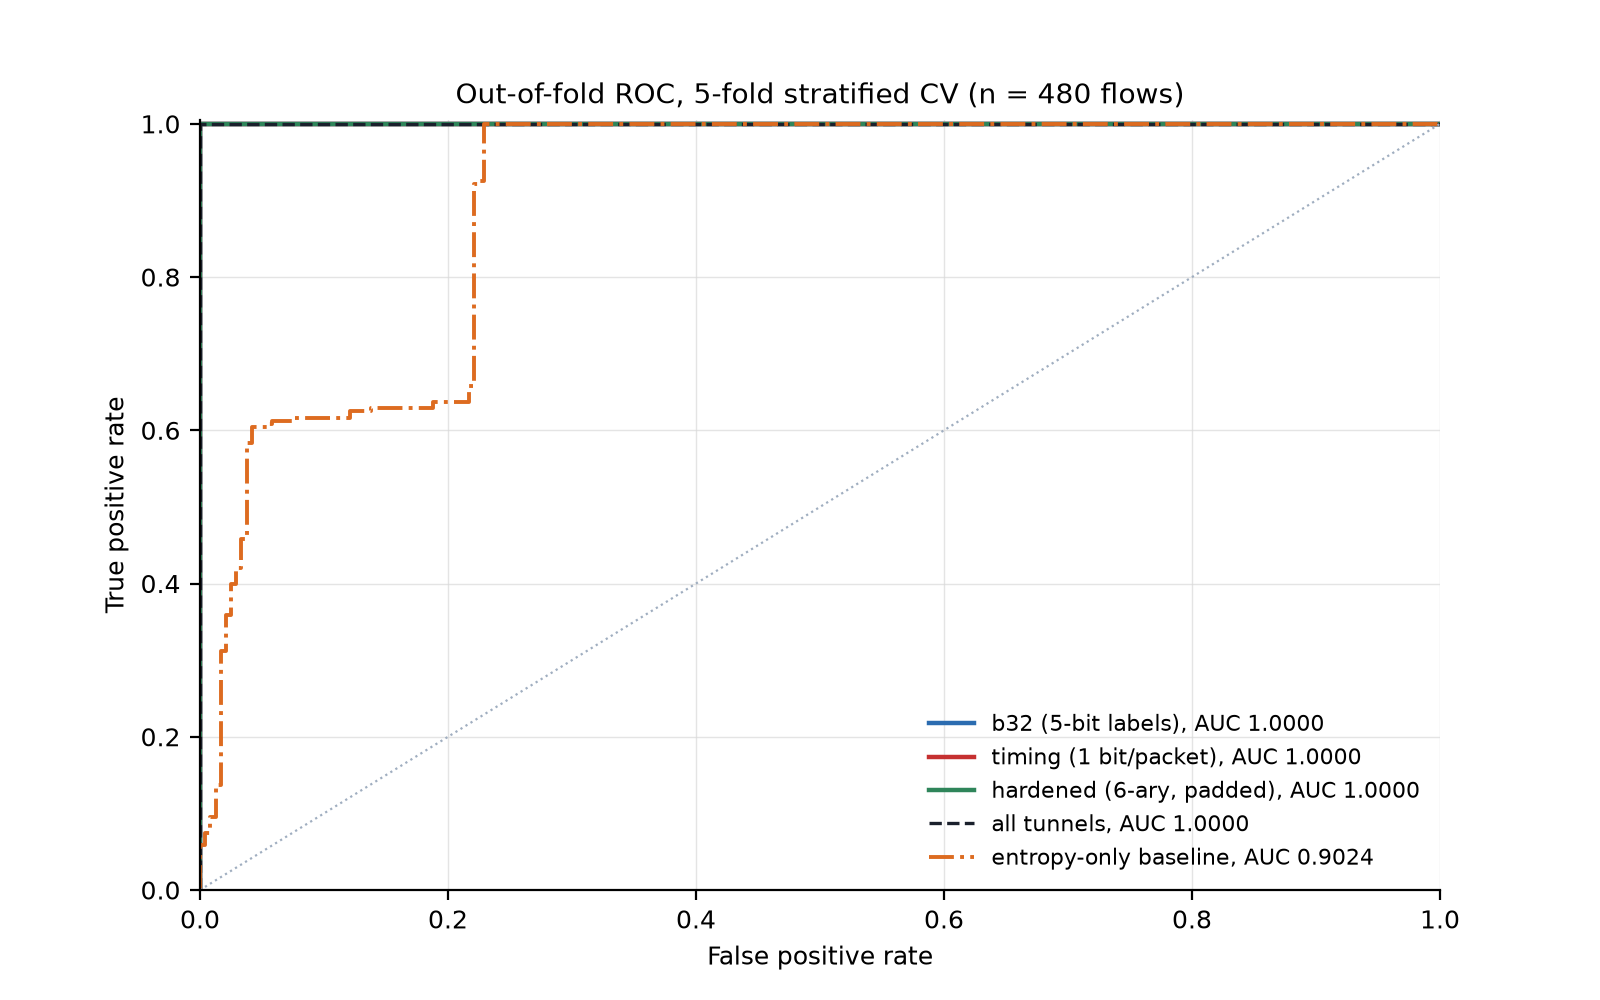 Out-of-fold ROC, 5-fold stratified CV (n = 480 flows)
1.0
0.8
0.6
0.4
0.2
0.0
True positive rate
b32 (5-bit labels), AUC 1.0000
timing (1 bit/packet), AUC 1.0000
hardened (6-ary, padded), AUC 1.0000
all tunnels, AUC 1.0000
entropy-only baseline, AUC 0.9024
0.0 0.2 0.4 0.6 0.8 1.0
False positive rate